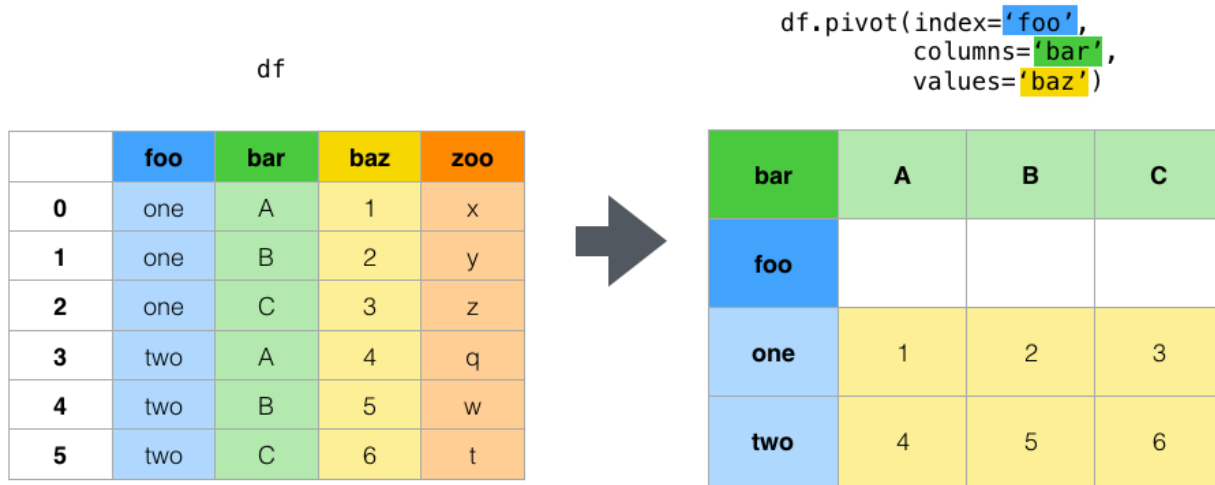 df
foo bar baz zoo
0 one A 1 x
1 one B 2 y
2 one C 3 z
3 two A 4 q
4 two B 5 w
5 two C 6 t
df.pivot(index=‘foo’,
columns=‘bar’,
values=‘baz’)
bar A B C
foo
one 1 2 3
two 4 5 6